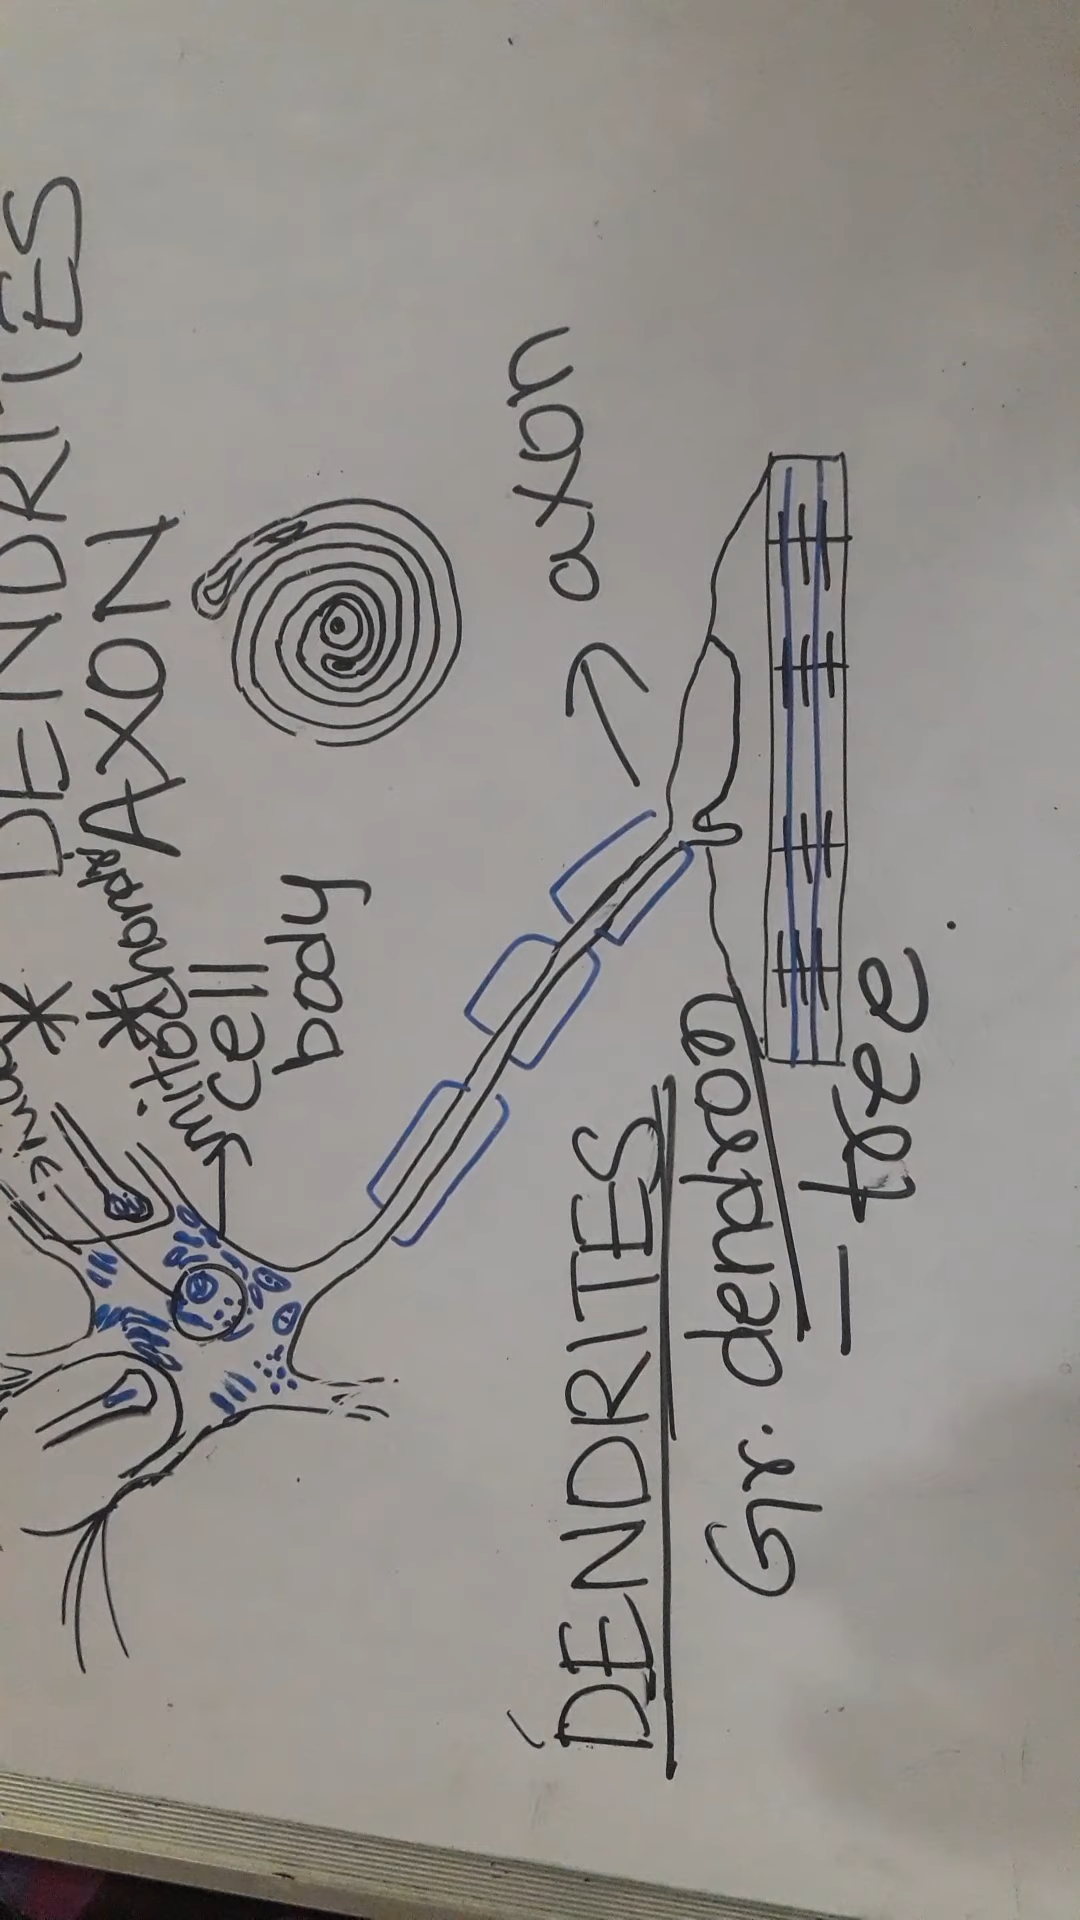 DENDRITES
AXON
cell
body
axon
DENDRITES
Gr. dendron
- tree